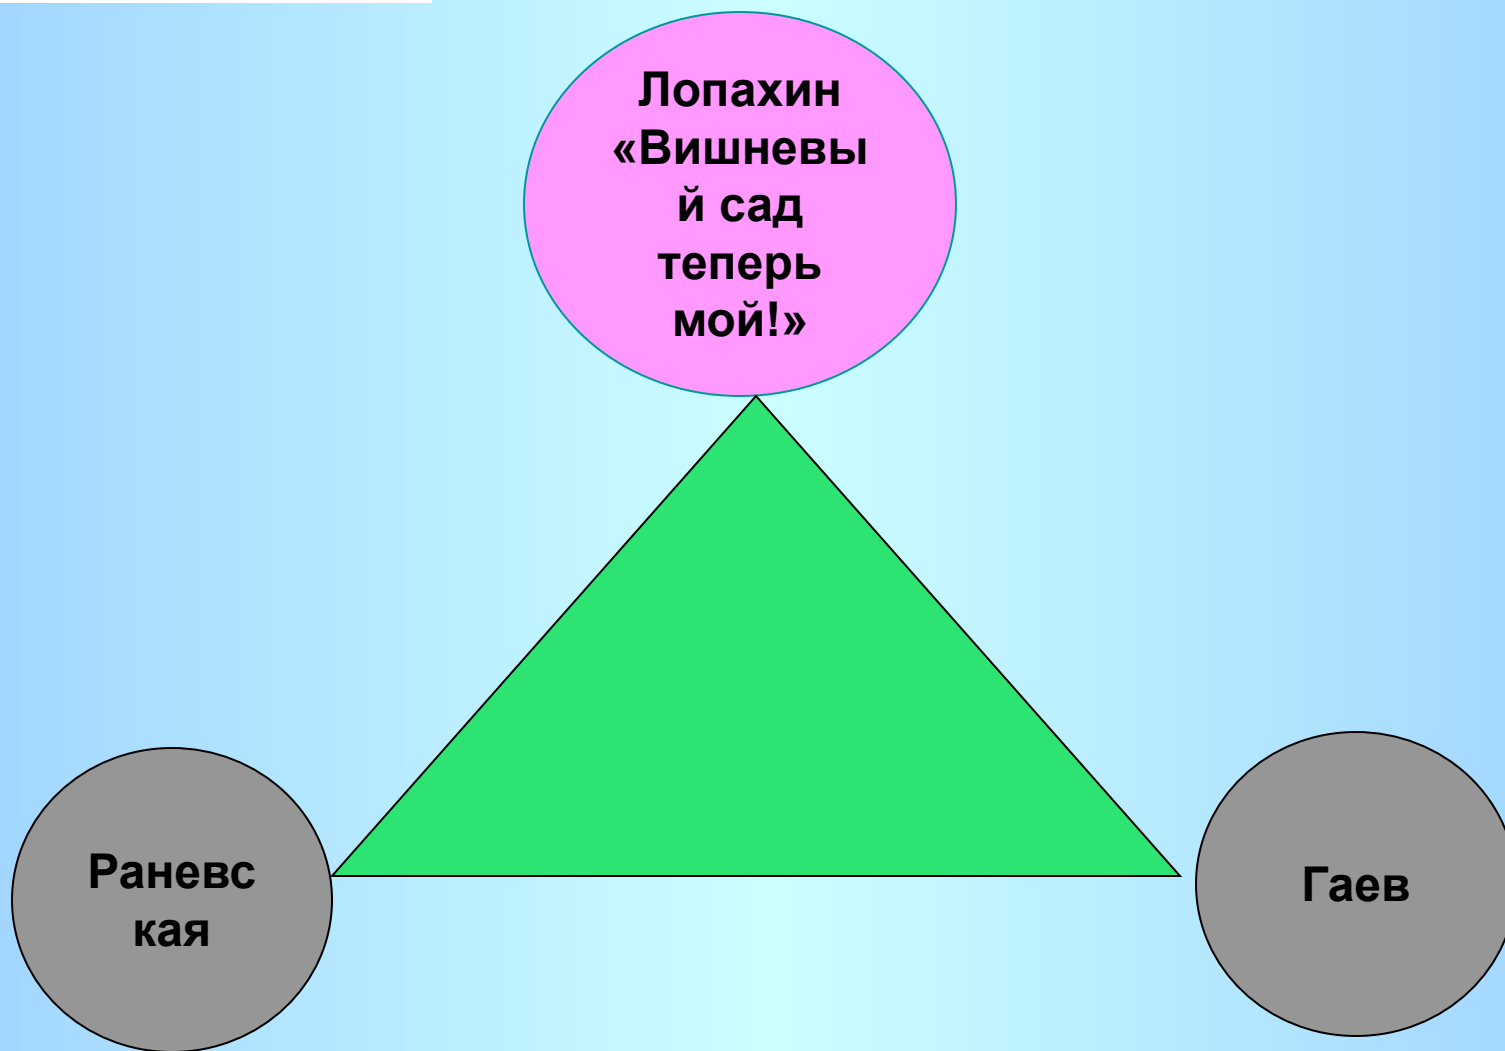 Лопахин
«Вишневы
й сад
теперь
мой!»
Раневс
кая
Гаев